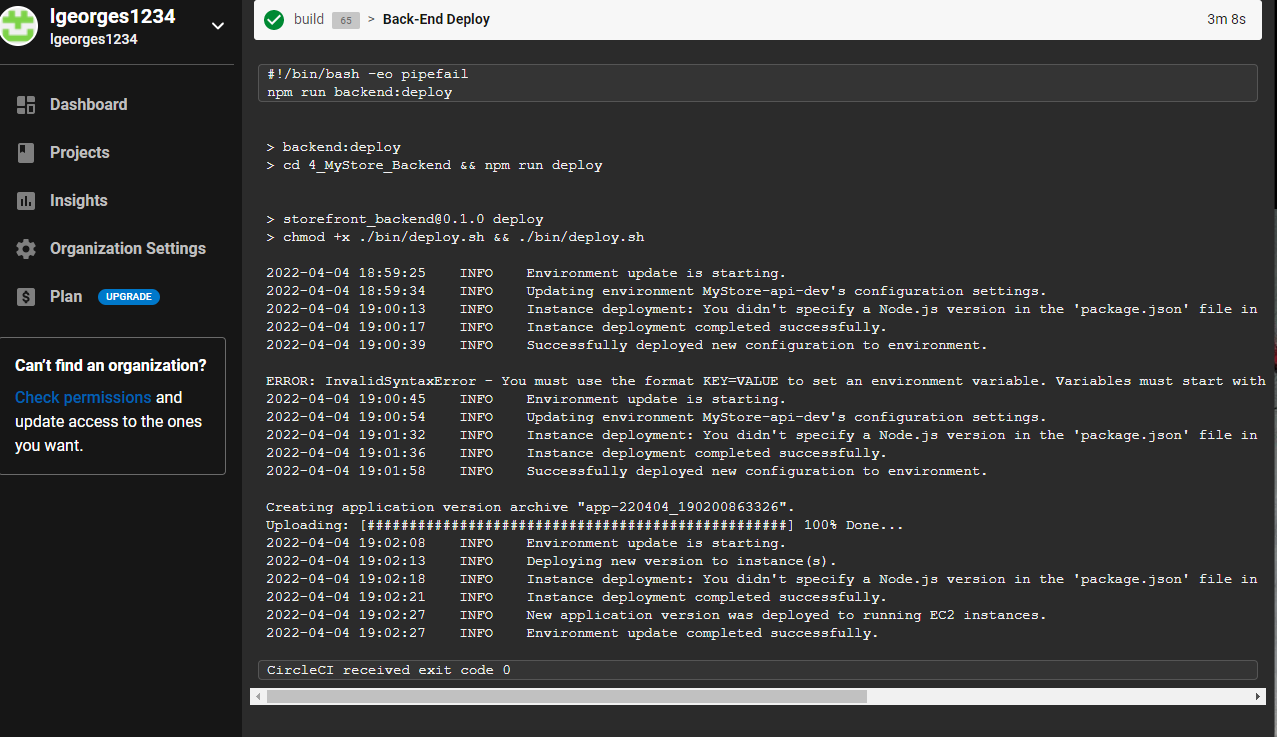 lgeorges1234
lgeorges1234
Dashboard
Projects
Insights
Organization Settings
Plan UPGRADE
Can't find an organization?
Check permissions and
update access to the ones
you want.
build 65 > Back-End Deploy 3m 8s
#!/bin/bash -eo pipefail
npm run backend:deploy
> backend:deploy
> cd 4_MyStore_Backend && npm run deploy
> storefront_backend@0.1.0 deploy
> chmod +x ./bin/deploy.sh && ./bin/deploy.sh
2022-04-04 18:59:25 INFO Environment update is starting.
2022-04-04 18:59:34 INFO Updating environment MyStore-api-dev's configuration settings.
2022-04-04 19:00:13 INFO Instance deployment: You didn't specify a Node.js version in the 'package.json' file in
2022-04-04 19:00:17 INFO Instance deployment completed successfully.
2022-04-04 19:00:39 INFO Successfully deployed new configuration to environment.
ERROR: InvalidSyntaxError - You must use the format KEY=VALUE to set an environment variable. Variables must start with
2022-04-04 19:00:45 INFO Environment update is starting.
2022-04-04 19:00:54 INFO Updating environment MyStore-api-dev's configuration settings.
2022-04-04 19:01:32 INFO Instance deployment: You didn't specify a Node.js version in the 'package.json' file in
2022-04-04 19:01:36 INFO Instance deployment completed successfully.
2022-04-04 19:01:58 INFO Successfully deployed new configuration to environment.
Creating application version archive "app-220404_190200863326".
Uploading: [##################################################] 100% Done...
2022-04-04 19:02:08 INFO Environment update is starting.
2022-04-04 19:02:13 INFO Deploying new version to instance(s).
2022-04-04 19:02:18 INFO Instance deployment: You didn't specify a Node.js version in the 'package.json' file in
2022-04-04 19:02:21 INFO Instance deployment completed successfully.
2022-04-04 19:02:27 INFO New application version was deployed to running EC2 instances.
2022-04-04 19:02:27 INFO Environment update completed successfully.
CircleCI received exit code 0